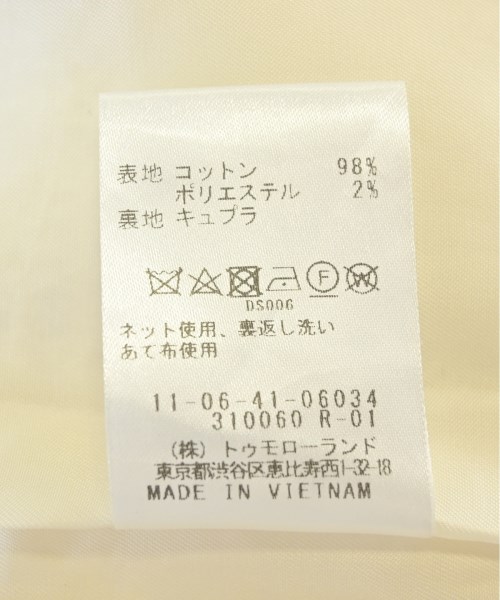 表地 コットン 98%
ポリエステル 2%
裏地 キュプラ
F W
DS006
ネット使用、裏返し洗い
あて布使用
11-06-41-06034
310060 R-01
(株) トゥモローランド
東京都渋谷区恵比寿西1-32-18
MADE IN VIETNAM